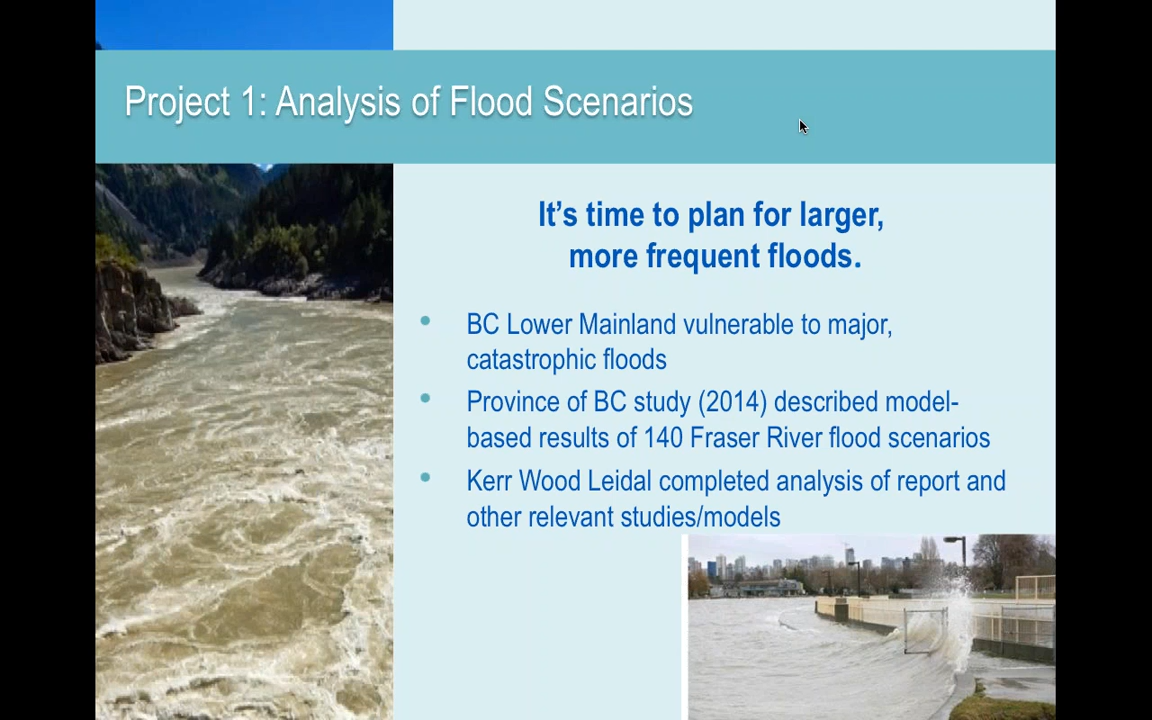 Project 1: Analysis of Flood Scenarios
It’s time to plan for larger,
more frequent floods.
• BC Lower Mainland vulnerable to major,
catastrophic floods
• Province of BC study (2014) described model-
based results of 140 Fraser River flood scenarios
• Kerr Wood Leidal completed analysis of report and
other relevant studies/models